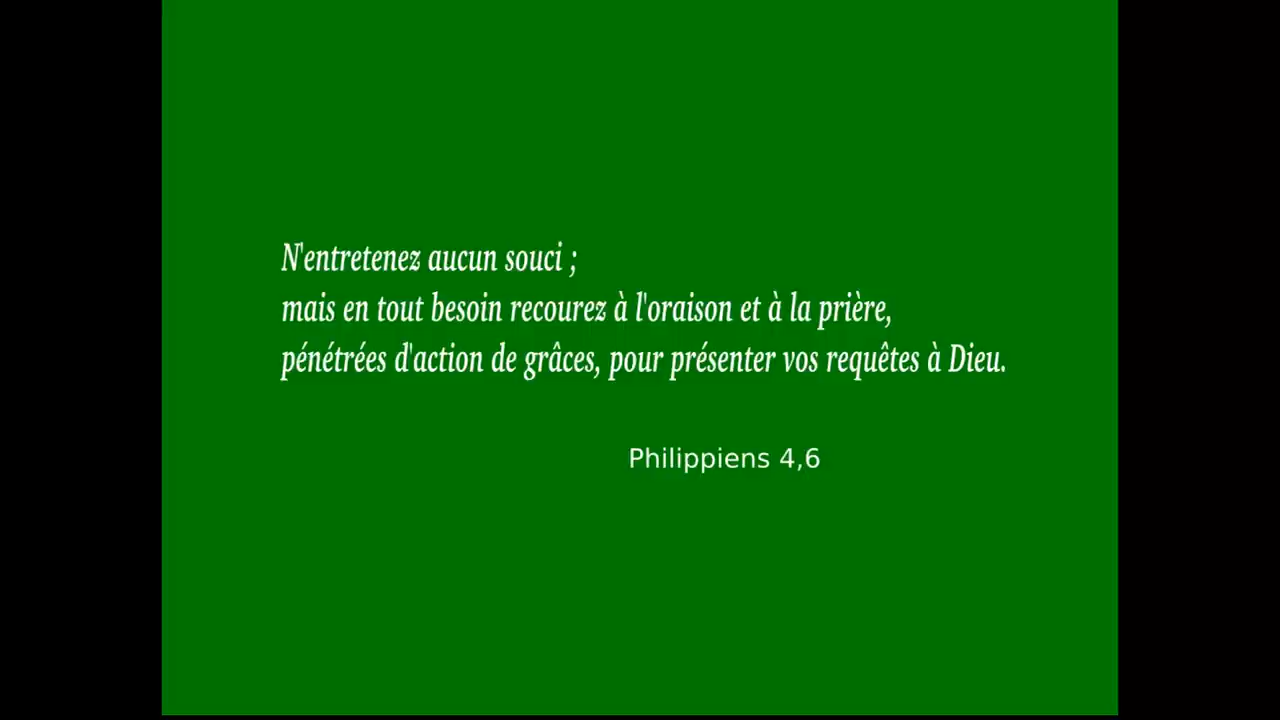 N'entretenez aucun souci ;
mais en tout besoin recourez à l'oraison et à la prière,
pénétrées d'action de grâces, pour présenter vos requêtes à Dieu.
Philippiens 4,6